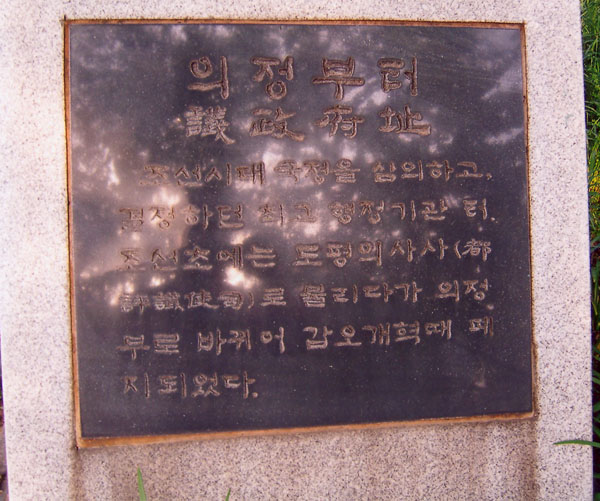 의정부터
議政府址
조선시대 국정을 심의하고,
결정하던 최고 행정기관 터.
조선초에는 도평의사사(都
評議使司)로 불리다가 의정
부로 바뀌어 갑오개혁때 폐
지되었다.